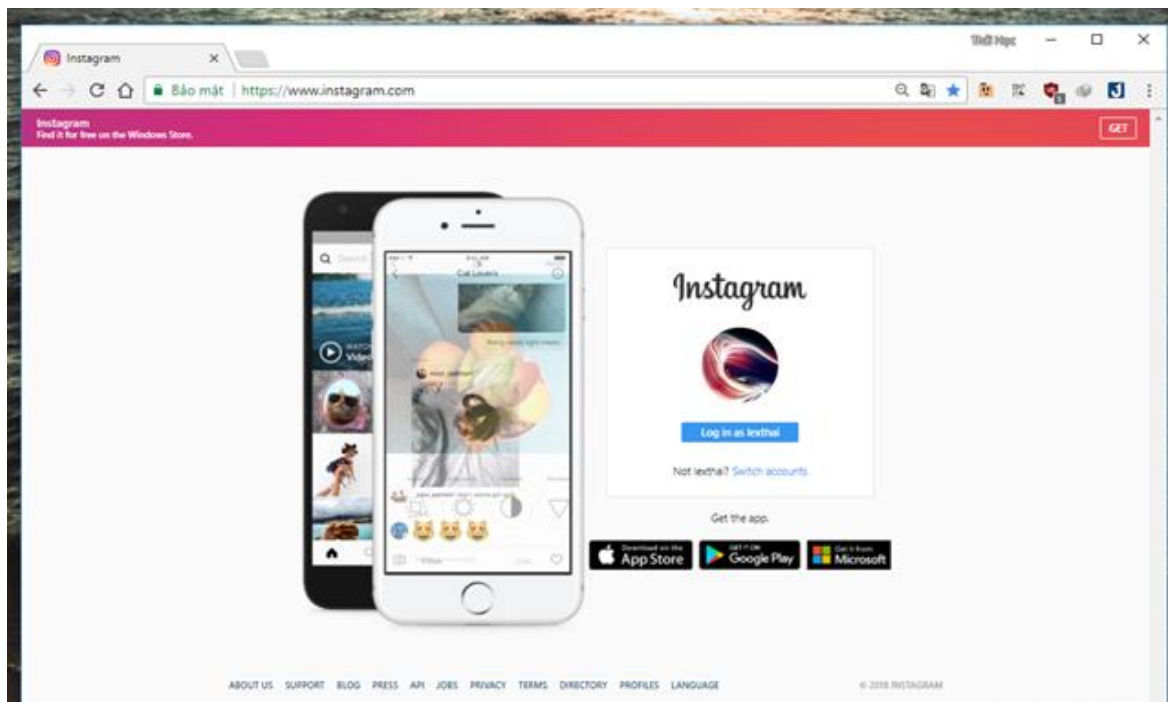 Instagram
Bảo mật | https://www.instagram.com
Instagram
Find it for free on the Windows Store.
GET
Search
Cat Lovers
WATCH
Video
Instagram
Log in as lexthai
Not lexthai? Switch accounts
Get the app.
Download on the
App Store
GET IT ON
Google Play
Get it from
Microsoft
ABOUT US SUPPORT BLOG PRESS API JOBS PRIVACY TERMS DIRECTORY PROFILES LANGUAGE
© 2018 INSTAGRAM